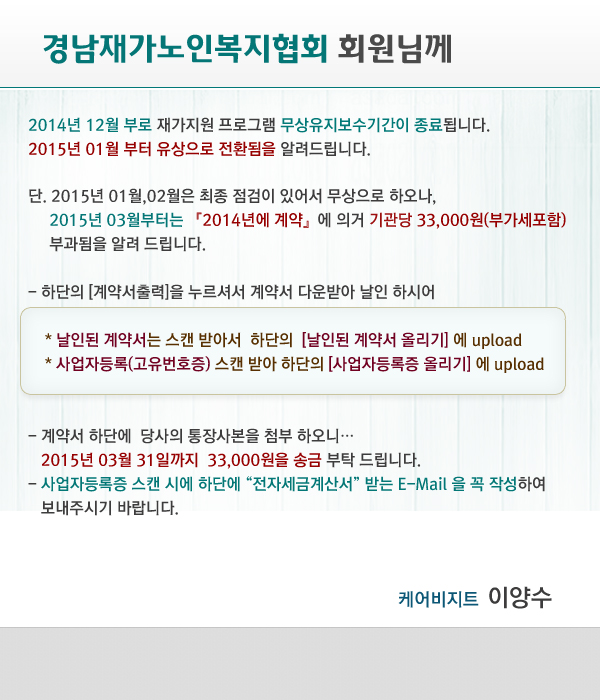 경남재가노인복지협회 회원님께
2014년 12월 부로 재가지원 프로그램 무상유지보수기간이 종료됩니다.
2015년 01월 부터 유상으로 전환됨을 알려드립니다.
단. 2015년 01월,02월은 최종 점검이 있어서 무상으로 하오나,
2015년 03월부터는 『2014년에 계약』에 의거 기관당 33,000원(부가세포함)
부과됨을 알려 드립니다.
- 하단의 [계약서출력]을 누르셔서 계약서 다운받아 날인 하시어
* 날인된 계약서는 스캔 받아서 하단의 [날인된 계약서 올리기] 에 upload
* 사업자등록(고유번호증) 스캔 받아 하단의 [사업자등록증 올리기] 에 upload
- 계약서 하단에 당사의 통장사본을 첨부 하오니…
2015년 03월 31일까지 33,000원을 송금 부탁 드립니다.
- 사업자등록증 스캔 시에 하단에 “전자세금계산서” 받는 E-Mail 을 꼭 작성하여
보내주시기 바랍니다.
케어비지트 이양수